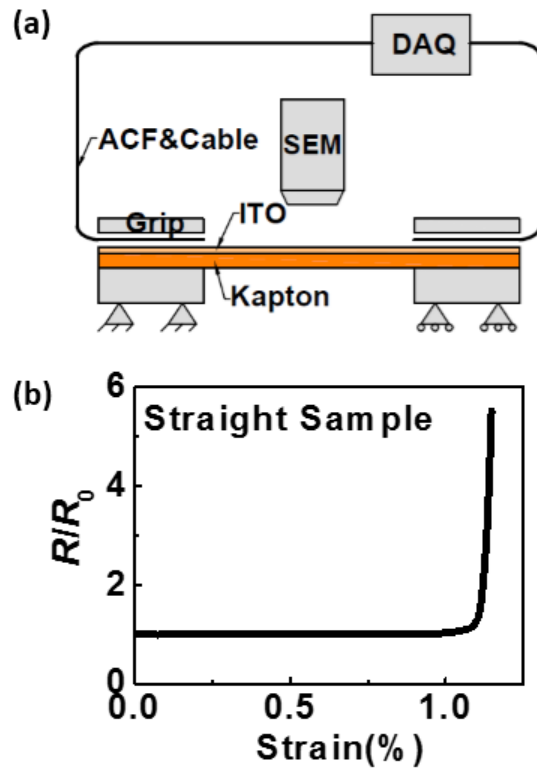 (a)
DAQ
ACF&Cable
SEM
Grip
ITO
Kapton
(b)
6
Straight Sample
4
R/R0
2
0
0.0 0.5 1.0
Strain(%)